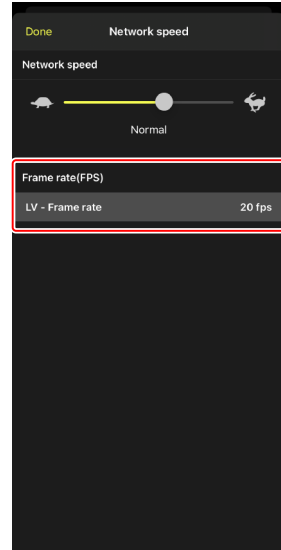 Done Network speed
Network speed
Normal
Frame rate(FPS)
LV - Frame rate 20 fps